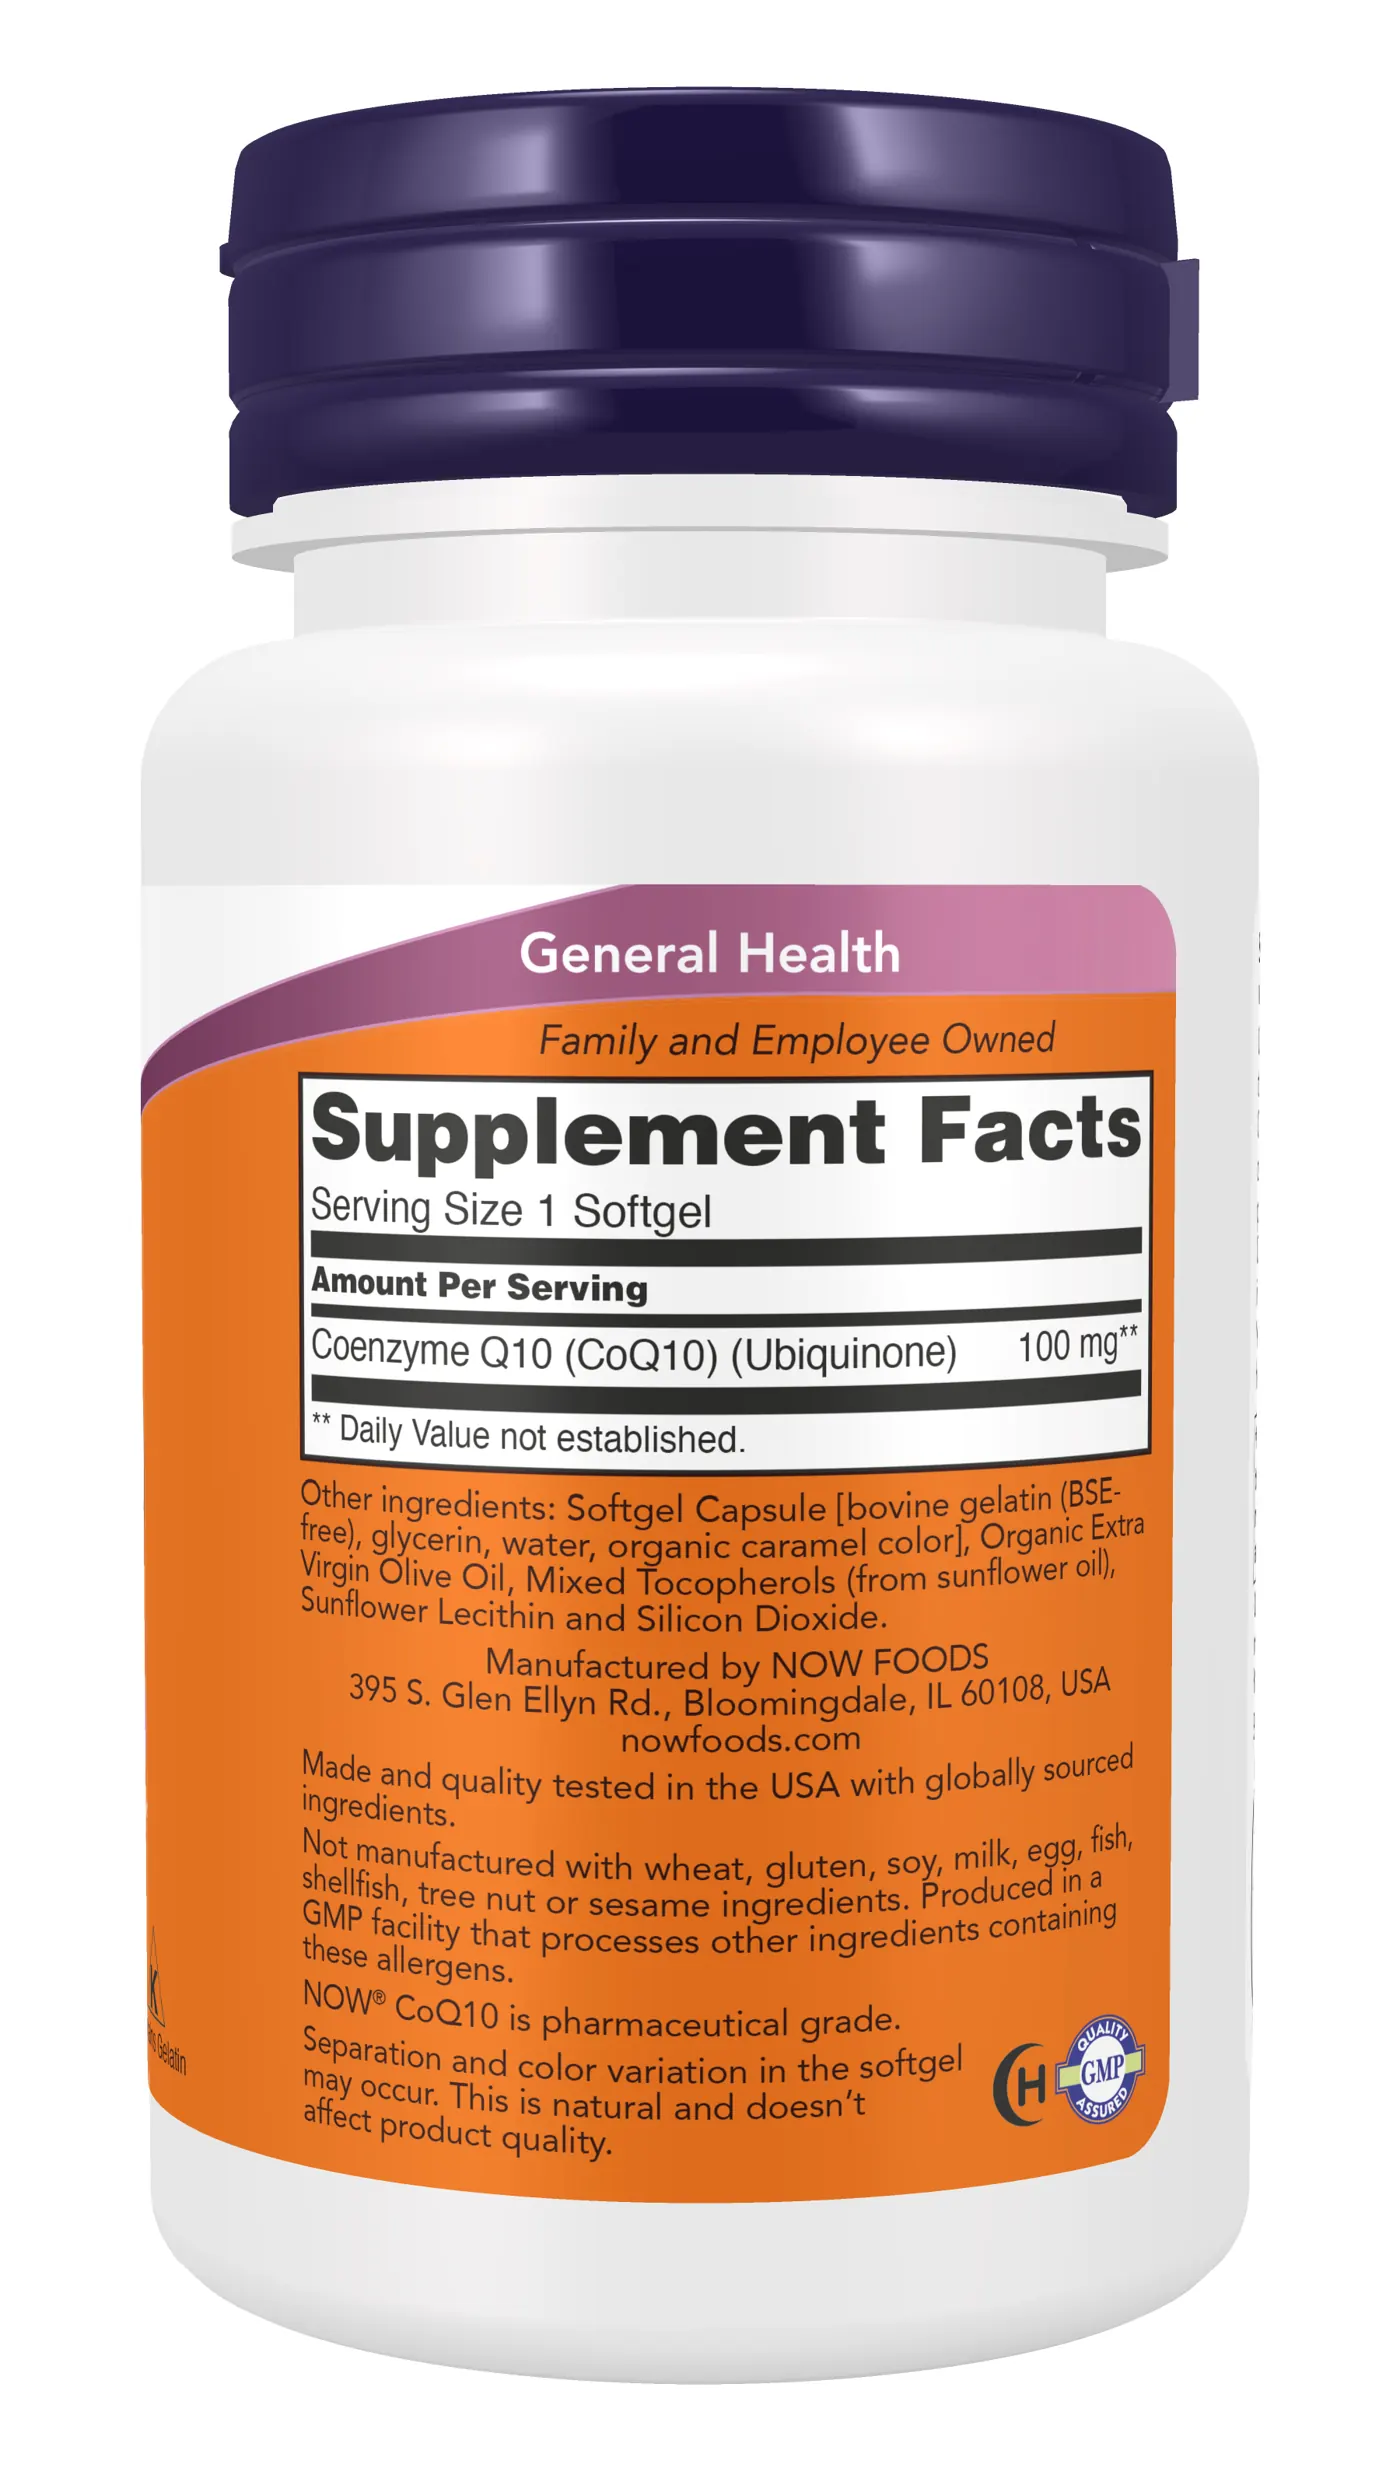 General Health
Family and Employee Owned
Supplement Facts
Serving Size 1 Softgel
Amount Per Serving
Coenzyme Q10 (CoQ10) (Ubiquinone) 100 mg**
** Daily Value not established.
Other ingredients: Softgel Capsule [bovine gelatin (BSE-
free), glycerin, water, organic caramel color], Organic Extra
Virgin Olive Oil, Mixed Tocopherols (from sunflower oil),
Sunflower Lecithin and Silicon Dioxide.
Manufactured by NOW FOODS
395 S. Glen Ellyn Rd., Bloomingdale, IL 60108, USA
nowfoods.com
Made and quality tested in the USA with globally sourced
ingredients.
Not manufactured with wheat, gluten, soy, milk, egg, fish,
shellfish, tree nut or sesame ingredients. Produced in a
GMP facility that processes other ingredients containing
these allergens.
NOW® CoQ10 is pharmaceutical grade.
Separation and color variation in the softgel
may occur. This is natural and doesn't
affect product quality.
K
Gelatin
H
QUALITY
GMP
ASSURED